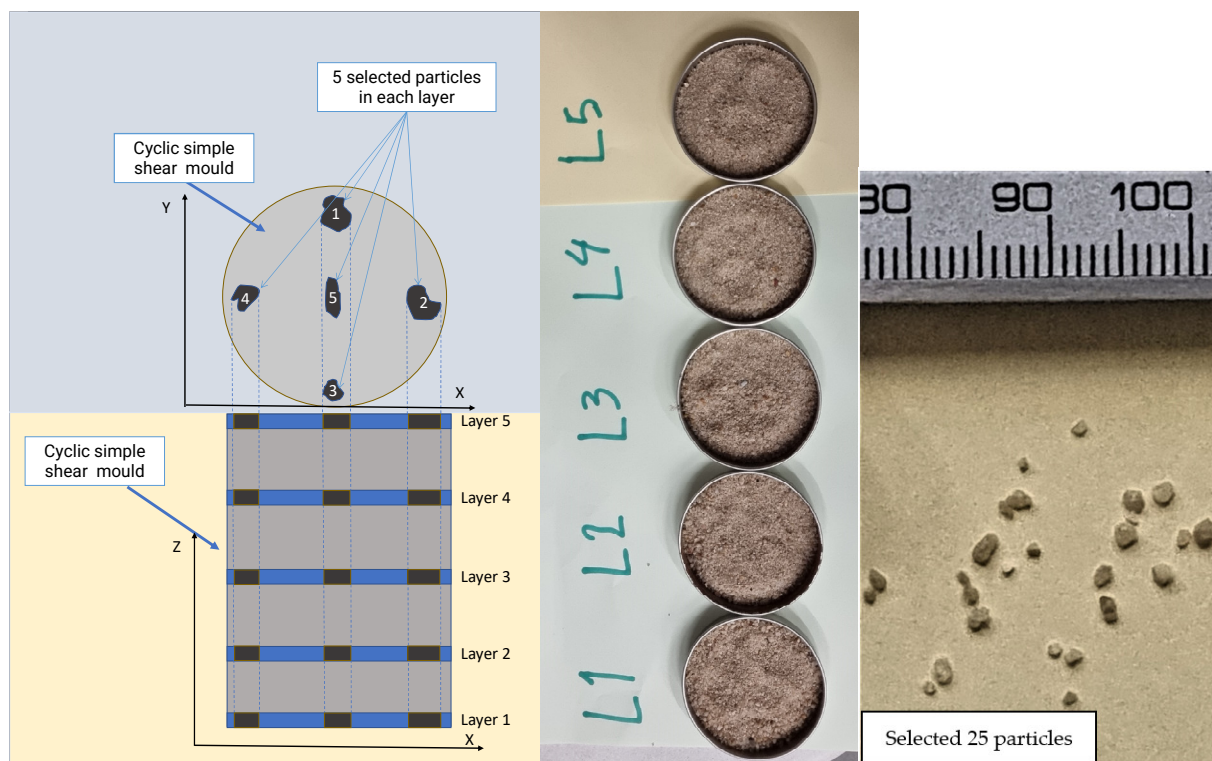 5 selected particles
in each layer
Cyclic simple
shear mould
Y
1
4
5
2
3
X
Layer 5
Cyclic simple
shear mould
Layer 4
Z
Layer 3
Layer 2
Layer 1
X
L5
L4
L3
L2
L1
80 90 100
Selected 25 particles